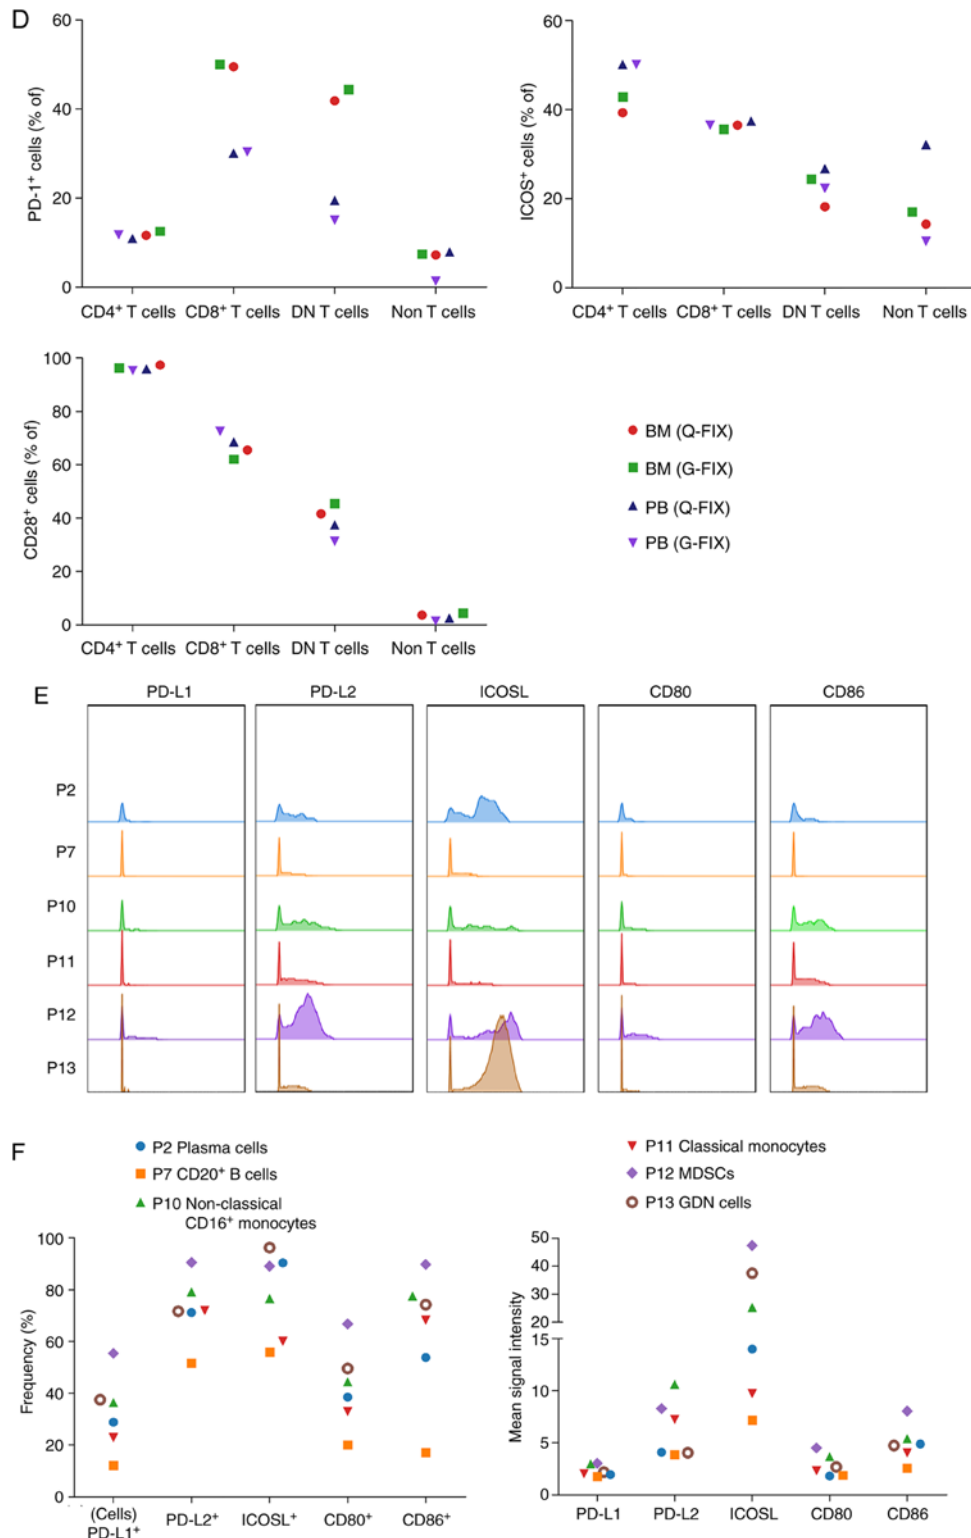 D
60
40
20
0
PD-1⁺ cells (% of)
CD4⁺ T cells CD8⁺ T cells DN T cells Non T cells
60
40
20
0
ICOS⁺ cells (% of)
CD4⁺ T cells CD8⁺ T cells DN T cells Non T cells
100
80
60
40
20
0
CD28⁺ cells (% of)
CD4⁺ T cells CD8⁺ T cells DN T cells Non T cells
BM (Q-FIX)
BM (G-FIX)
PB (Q-FIX)
PB (G-FIX)
E
PD-L1 PD-L2 ICOSL CD80 CD86
P2
P7
P10
P11
P12
P13
F
P2 Plasma cells
P7 CD20⁺ B cells
P10 Non-classical
CD16⁺ monocytes
P11 Classical monocytes
P12 MDSCs
P13 GDN cells
100
80
60
40
20
0
Frequency (%)
(Cells)
PD-L1⁺ PD-L2⁺ ICOSL⁺ CD80⁺ CD86⁺
50
40
30
20
15
10
5
0
Mean signal intensity
PD-L1 PD-L2 ICOSL CD80 CD86